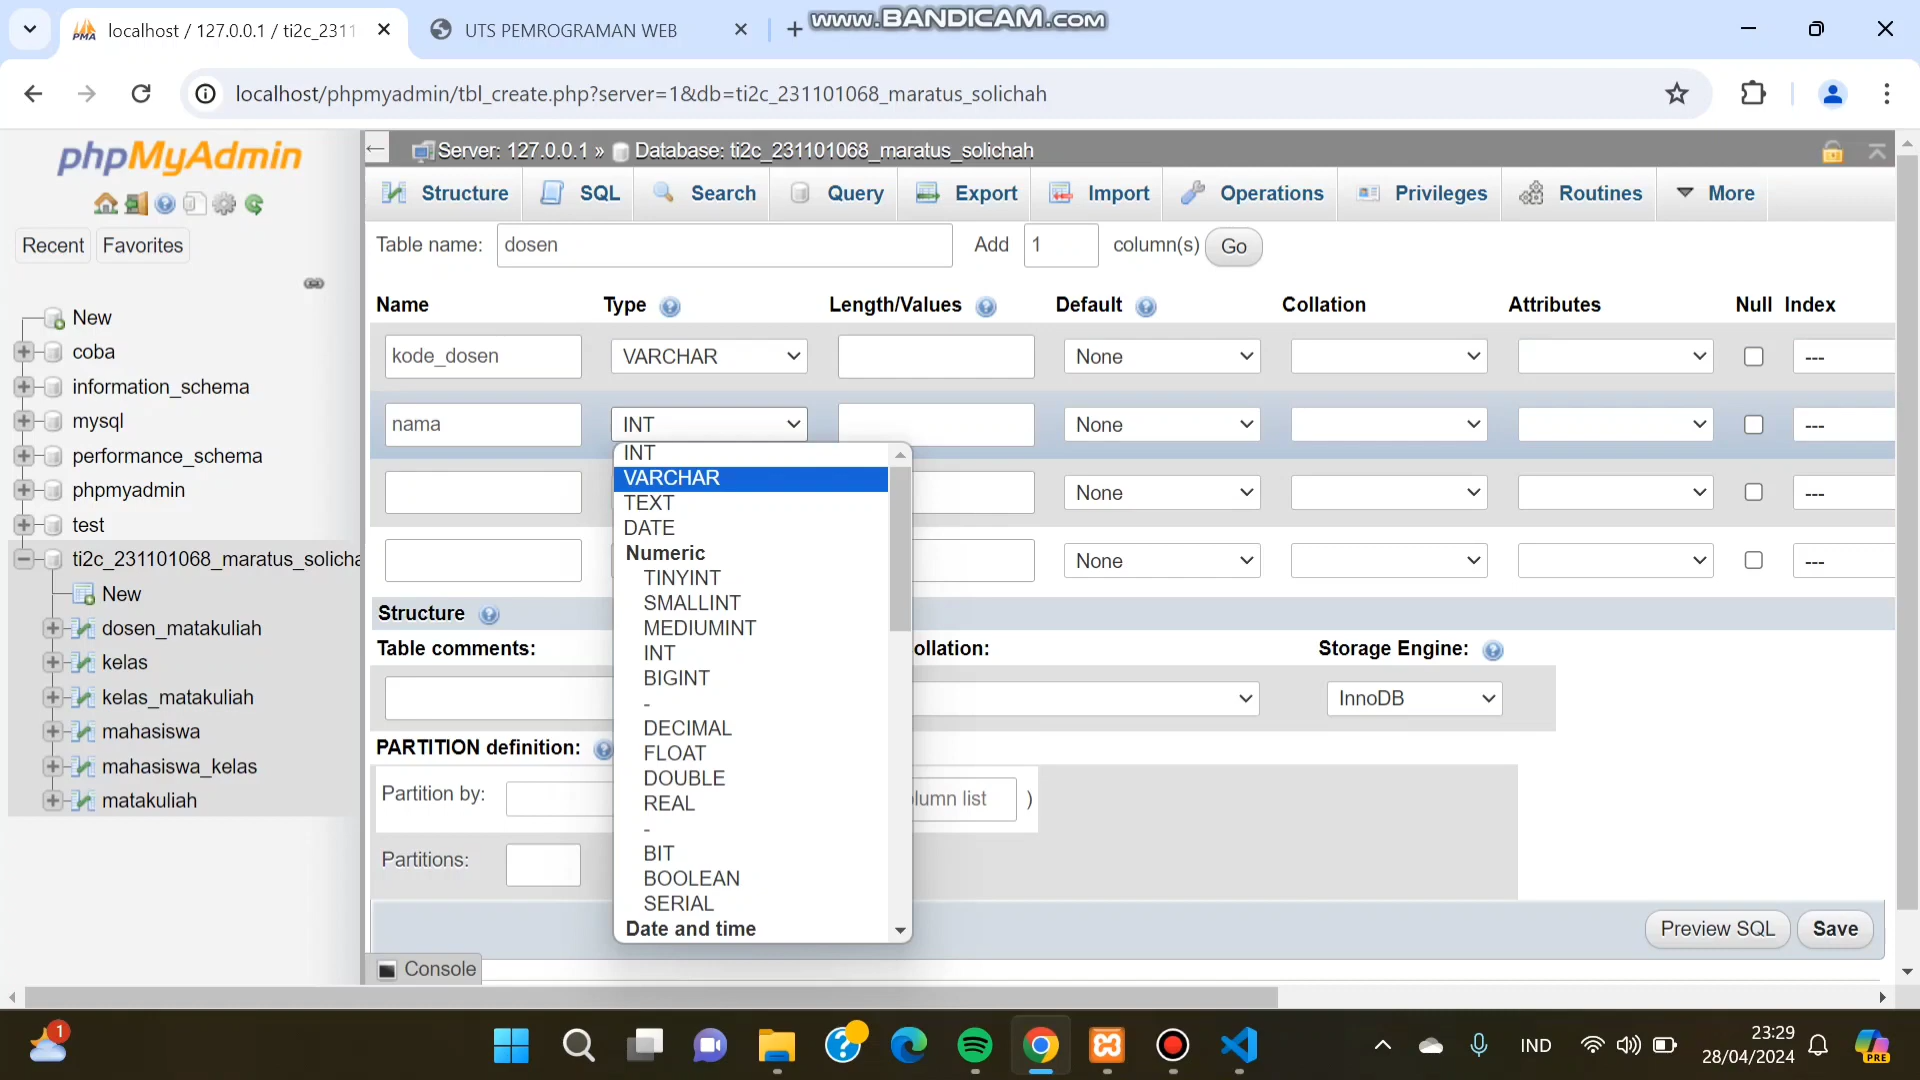 localhost / 127.0.0.1 / ti2c_2311
UTS PEMROGRAMAN WEB
www.BANDICAM.com
localhost/phpmyadmin/tbl_create.php?server=1&db=ti2c_231101068_maratus_solichah
phpMyAdmin
Recent
Favorites
New
coba
information_schema
mysql
performance_schema
phpmyadmin
test
ti2c_231101068_maratus_solicha
New
dosen_matakuliah
kelas
kelas_matakuliah
mahasiswa
mahasiswa_kelas
matakuliah
Server: 127.0.0.1 » Database: ti2c_231101068_maratus_solichah
Structure SQL Search Query Export Import Operations Privileges Routines More
Table name: dosen Add 1 column(s) Go
Name Type Length/Values Default Collation Attributes Null Index
kode_dosen VARCHAR None ---
nama INT None ---
None ---
None ---
INT
VARCHAR
TEXT
DATE
Numeric
TINYINT
SMALLINT
MEDIUMINT
INT
BIGINT
-
DECIMAL
FLOAT
DOUBLE
REAL
-
BIT
BOOLEAN
SERIAL
Date and time
Structure
Table comments: ollation: Storage Engine:
InnoDB
PARTITION definition:
Partition by: lumn list )
Partitions:
Preview SQL Save
Console
1
IND
23:29
28/04/2024
PRE